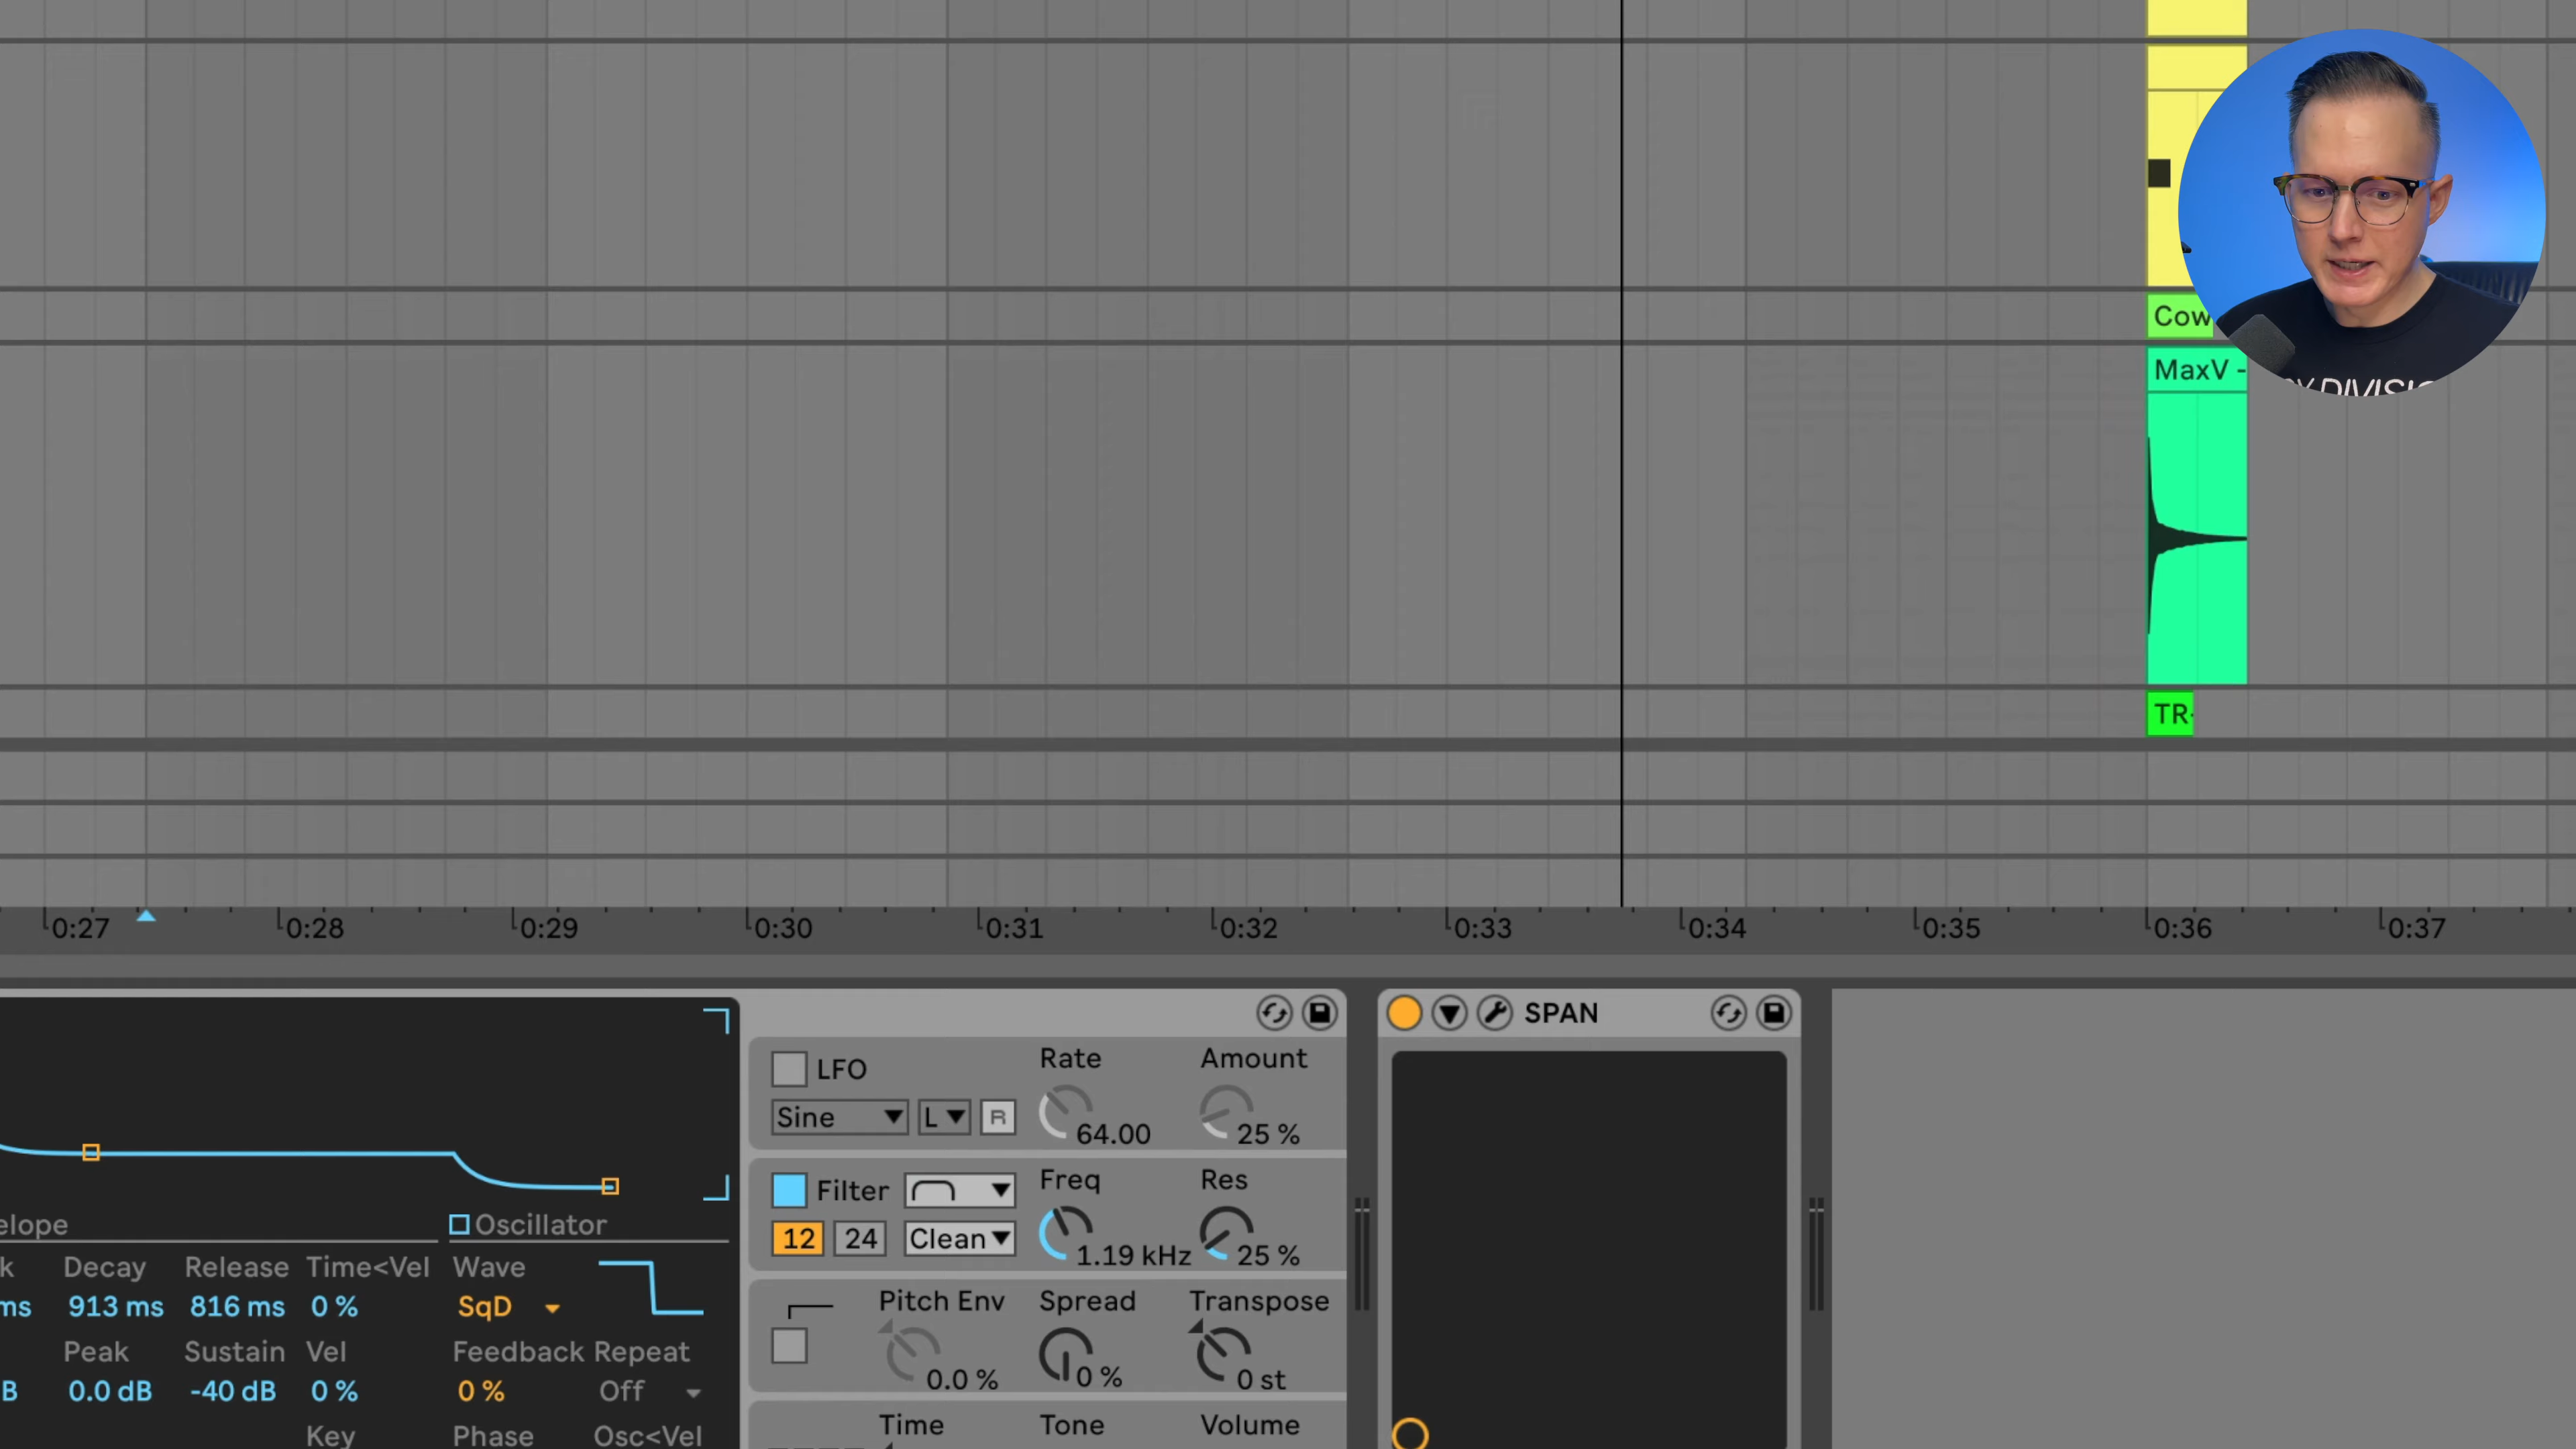 Cow
MaxV -
DIVISI
TR-
0:27 0:28 0:29 0:30 0:31 0:32 0:33 0:34 0:35 0:36 0:37
SPAN
LFO Rate Amount
Sine L R 64.00 25 %
Filter Freq Res
12 24 Clean 1.19 kHz 25 %
Pitch Env Spread Transpose
0.0 % 0 % 0 st
Time Tone Volume
elope Oscillator
k Decay Release Time<Vel Wave
ms 913 ms 816 ms 0 % SqD
Peak Sustain Vel Feedback Repeat
B 0.0 dB -40 dB 0 % 0 % Off
Key Phase Osc<Vel